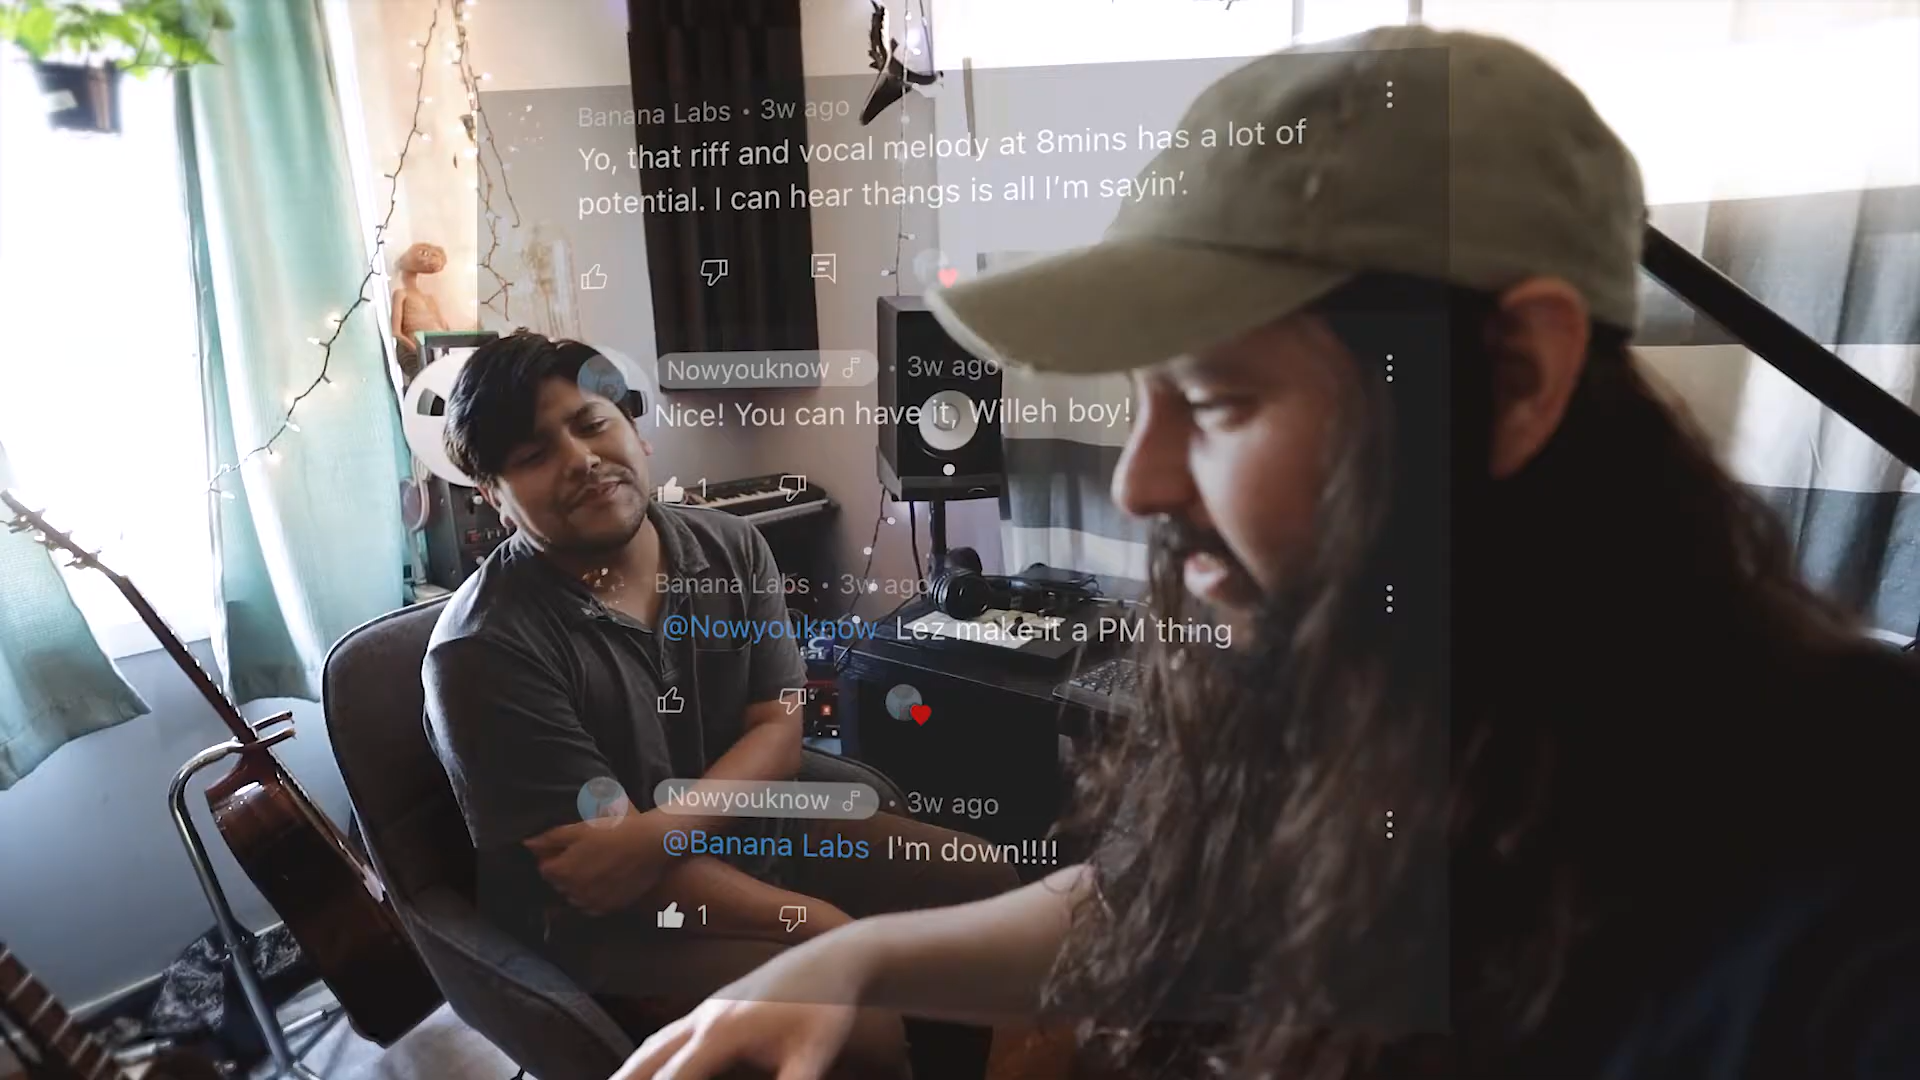 Banana Labs • 3w ago
Yo, that riff and vocal melody at 8mins has a lot of
potential. I can hear thangs is all I’m sayin’.
Nowyouknow • 3w ago
Nice! You can have it, Willeh boy!
1
Banana Labs • 3w ago
@Nowyouknow Lez make it a PM thing
Nowyouknow • 3w ago
@Banana Labs I'm down!!!!
1